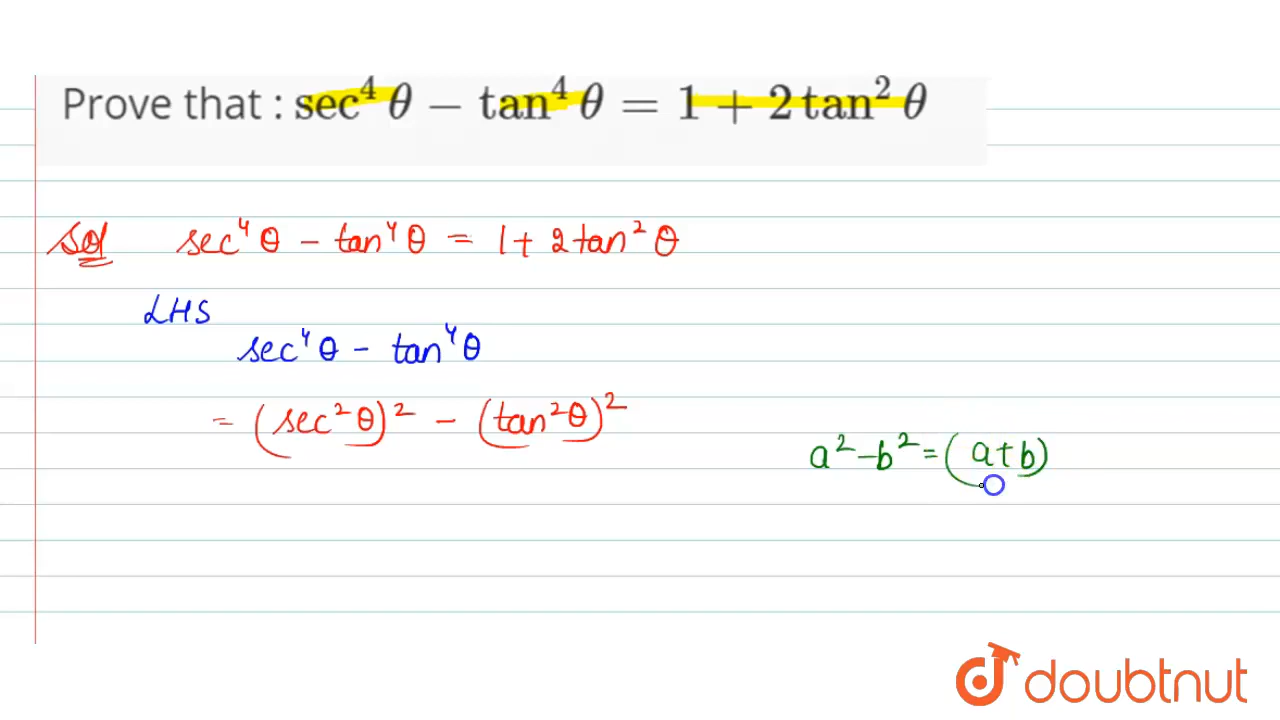 Prove that : sec⁴ θ − tan⁴ θ = 1 + 2 tan² θ
Sol sec⁴ θ − tan⁴ θ = 1 + 2 tan² θ
LHS
sec⁴ θ − tan⁴ θ
= (sec² θ)² − (tan² θ)²
a² − b² = (a+b)
doubtnut